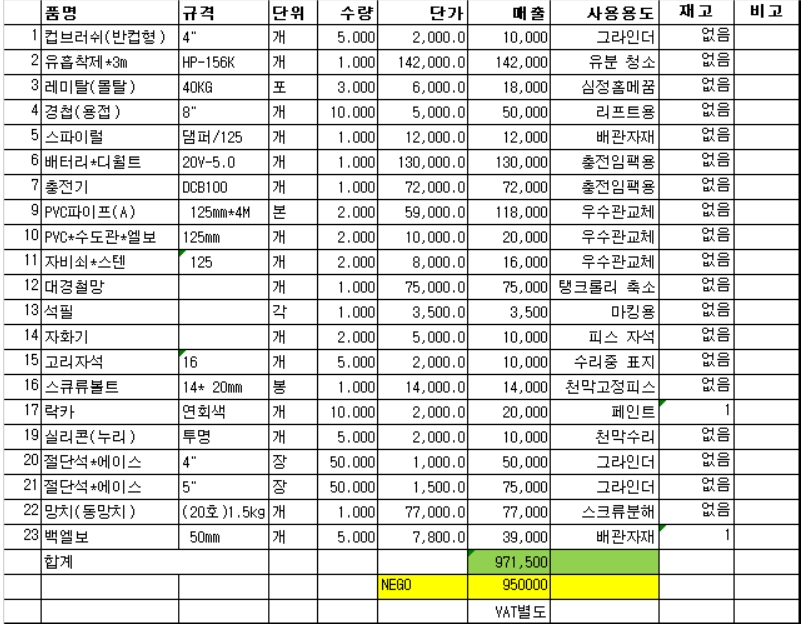 품명 규격 단위 수량 단가 매출 사용용도 재고 비고
1 컵브러쉬(반컵형) 4" 개 5.000 2,000.0 10,000 그라인더 없음
2 유흡착제*3m HP-156K 개 1.000 142,000.0 142,000 유분 청소 없음
3 레미탈(몰탈) 40KG 포 3.000 6,000.0 18,000 심정홈메꿈 없음
4 경첩(용접) 8" 개 10.000 5,000.0 50,000 리프트용 없음
5 스파이럴 댐퍼/125 개 1.000 12,000.0 12,000 배관자재 없음
6 배터리*디월트 20V-5.0 개 1.000 130,000.0 130,000 충전임팩용 없음
7 충전기 DCB100 개 1.000 72,000.0 72,000 충전임팩용 없음
9 PVC파이프(A) 125mm*4M 본 2.000 59,000.0 118,000 우수관교체 없음
10 PVC*수도관*엘보 125mm 개 2.000 10,000.0 20,000 우수관교체 없음
11 자비쇠*스텐 125 개 2.000 8,000.0 16,000 우수관교체 없음
12 대경철망 개 1.000 75,000.0 75,000 탱크롤리 축소 없음
13 석필 각 1.000 3,500.0 3,500 마킹용 없음
14 자화기 개 2.000 5,000.0 10,000 피스 자석 없음
15 고리자석 16 개 5.000 2,000.0 10,000 수리중 표지 없음
16 스큐류볼트 14* 20mm 봉 1.000 14,000.0 14,000 천막고정피스 없음
17 락카 연회색 개 10.000 2,000.0 20,000 페인트 1
19 실리콘(누리) 투명 개 5.000 2,000.0 10,000 천막수리 없음
20 절단석*에이스 4" 장 50.000 1,000.0 50,000 그라인더 없음
21 절단석*에이스 5" 장 50.000 1,500.0 75,000 그라인더 없음
22 망치(동망치) (20호)1.5kg 개 1.000 77,000.0 77,000 스크류분해 없음
23 백엘보 50mm 개 5.000 7,800.0 39,000 배관자재 1
합계 971,500
NEGO 950000
VAT별도